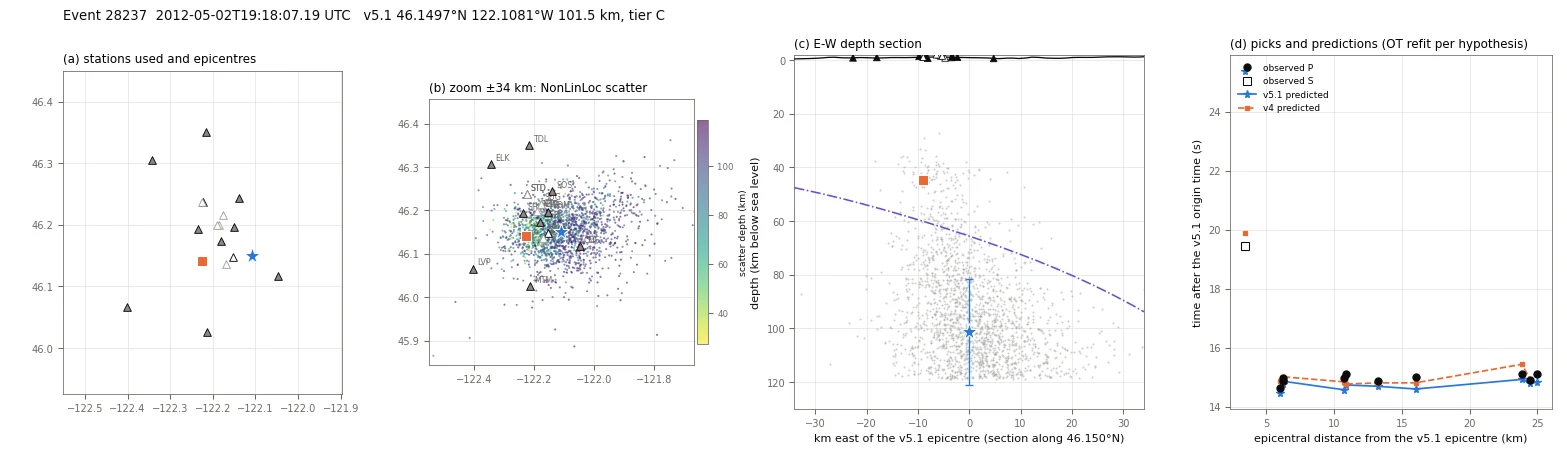 Event 28237 2012-05-02T19:18:07.19 UTC v5.1 46.1497°N 122.1081°W 101.5 km, tier C
(a) stations used and epicentres
46.4
46.3
46.2
46.1
46.0
−122.5 −122.4 −122.3 −122.2 −122.1 −122.0 −121.9
(b) zoom ±34 km: NonLinLoc scatter
46.4
46.3
46.2
46.1
46.0
45.9
−122.4 −122.2 −122.0 −121.8
TDL
ELK
STD
SOS
LVP
100
80
60
40
scatter depth (km)
(c) E-W depth section
0
20
40
60
80
100
120
depth (km below sea level)
−30 −20 −10 0 10 20 30
km east of the v5.1 epicentre (section along 46.150°N)
(d) picks and predictions (OT refit per hypothesis)
observed P
observed S
v5.1 predicted
v4 predicted
24
22
20
18
16
14
time after the v5.1 origin time (s)
5 10 15 20 25
epicentral distance from the v5.1 epicentre (km)